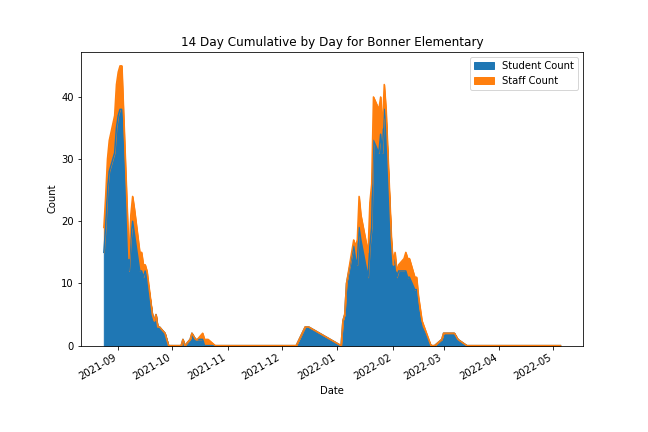 14 Day Cumulative by Day for Bonner Elementary
Student Count
Staff Count
Count
40
30
20
10
0
2021-09
2021-10
2021-11
2021-12
2022-01
2022-02
2022-03
2022-04
2022-05
Date